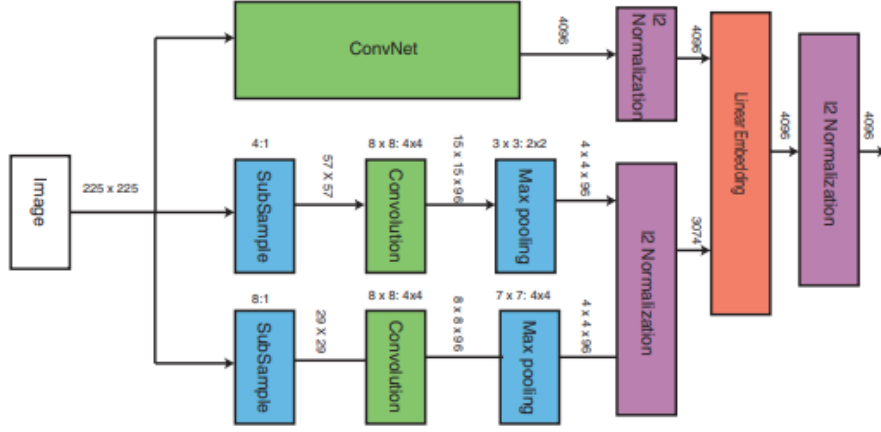 ConvNet
4096
l2 Normalization
4096
Linear Embedding
4096
l2 Normalization
4096
Image
225 x 225
4:1
SubSample
57 X 57
8 x 8: 4x4
Convolution
15 x 15 x 96
3 x 3: 2x2
Max pooling
4 x 4 x 96
l2 Normalization
3074
8:1
SubSample
29 X 29
8 x 8: 4x4
Convolution
8 x 8 x 96
7 x 7: 4x4
Max pooling
4 x 4 x 96